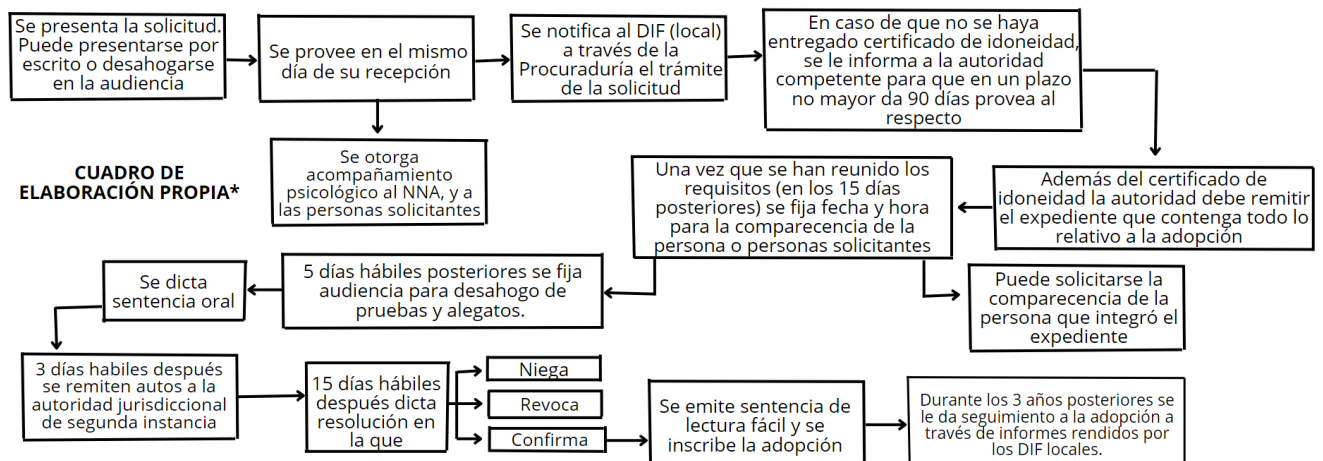 Se presenta la solicitud.
Puede presentarse por
escrito o desahogarse
en la audiencia
Se provee en el mismo
día de su recepción
Se notifica al DIF (local)
a través de la
Procuraduría el trámite
de la solicitud
En caso de que no se haya
entregado certificado de idoneidad,
se le informa a la autoridad
competente para que en un plazo
no mayor da 90 días provea al
respecto
Se otorga
acompañamiento
psicológico al NNA, y a
las personas solicitantes
CUADRO DE
ELABORACIÓN PROPIA*
Además del certificado de
idoneidad la autoridad debe remitir
el expediente que contenga todo lo
relativo a la adopción
Una vez que se han reunido los
requisitos (en los 15 días
posteriores) se fija fecha y hora
para la comparecencia de la
persona o personas solicitantes
Puede solicitarse la
comparecencia de la
persona que integró el
expediente
5 días hábiles posteriores se fija
audiencia para desahogo de
pruebas y alegatos.
Se dicta
sentencia oral
3 días habiles después
se remiten autos a la
autoridad jurisdiccional
de segunda instancia
15 días hábiles
después dicta
resolución en
la que
Niega
Revoca
Confirma
Se emite sentencia de
lectura fácil y se
inscribe la adopción
Durante los 3 años posteriores se
le da seguimiento a la adopción a
través de informes rendidos por
los DIF locales.